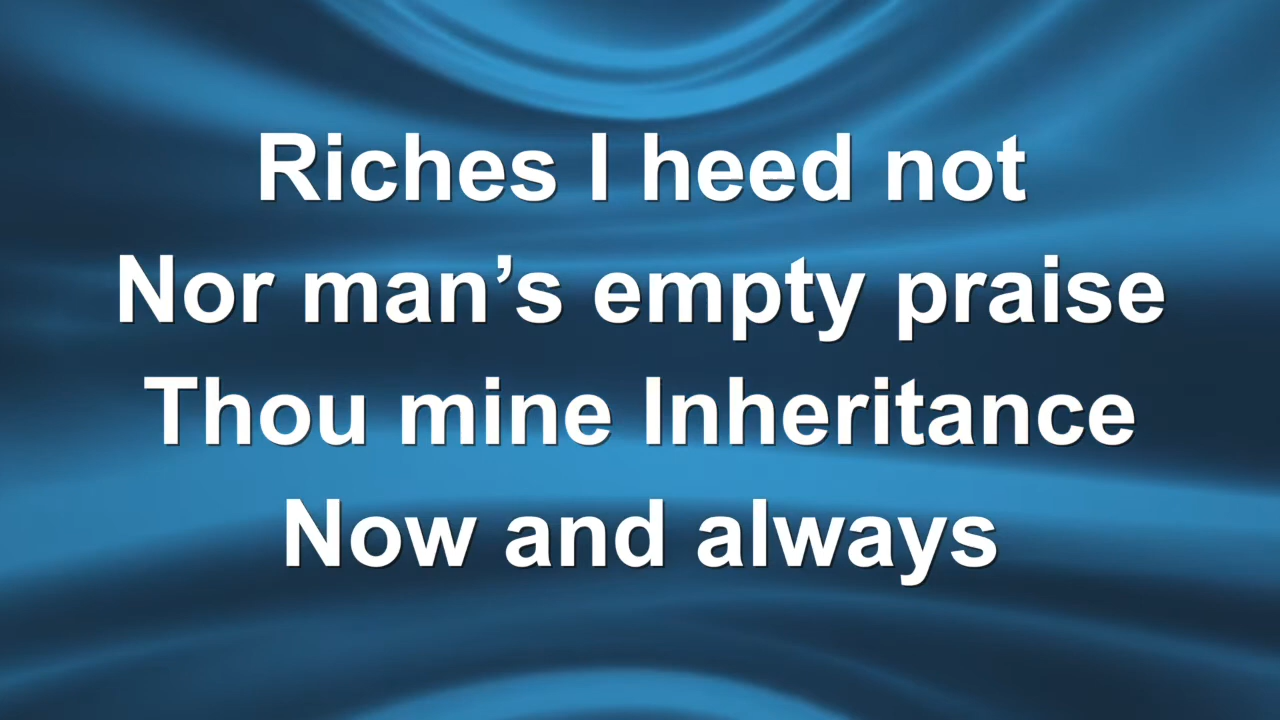 Riches I heed not
Nor man’s empty praise
Thou mine Inheritance
Now and always